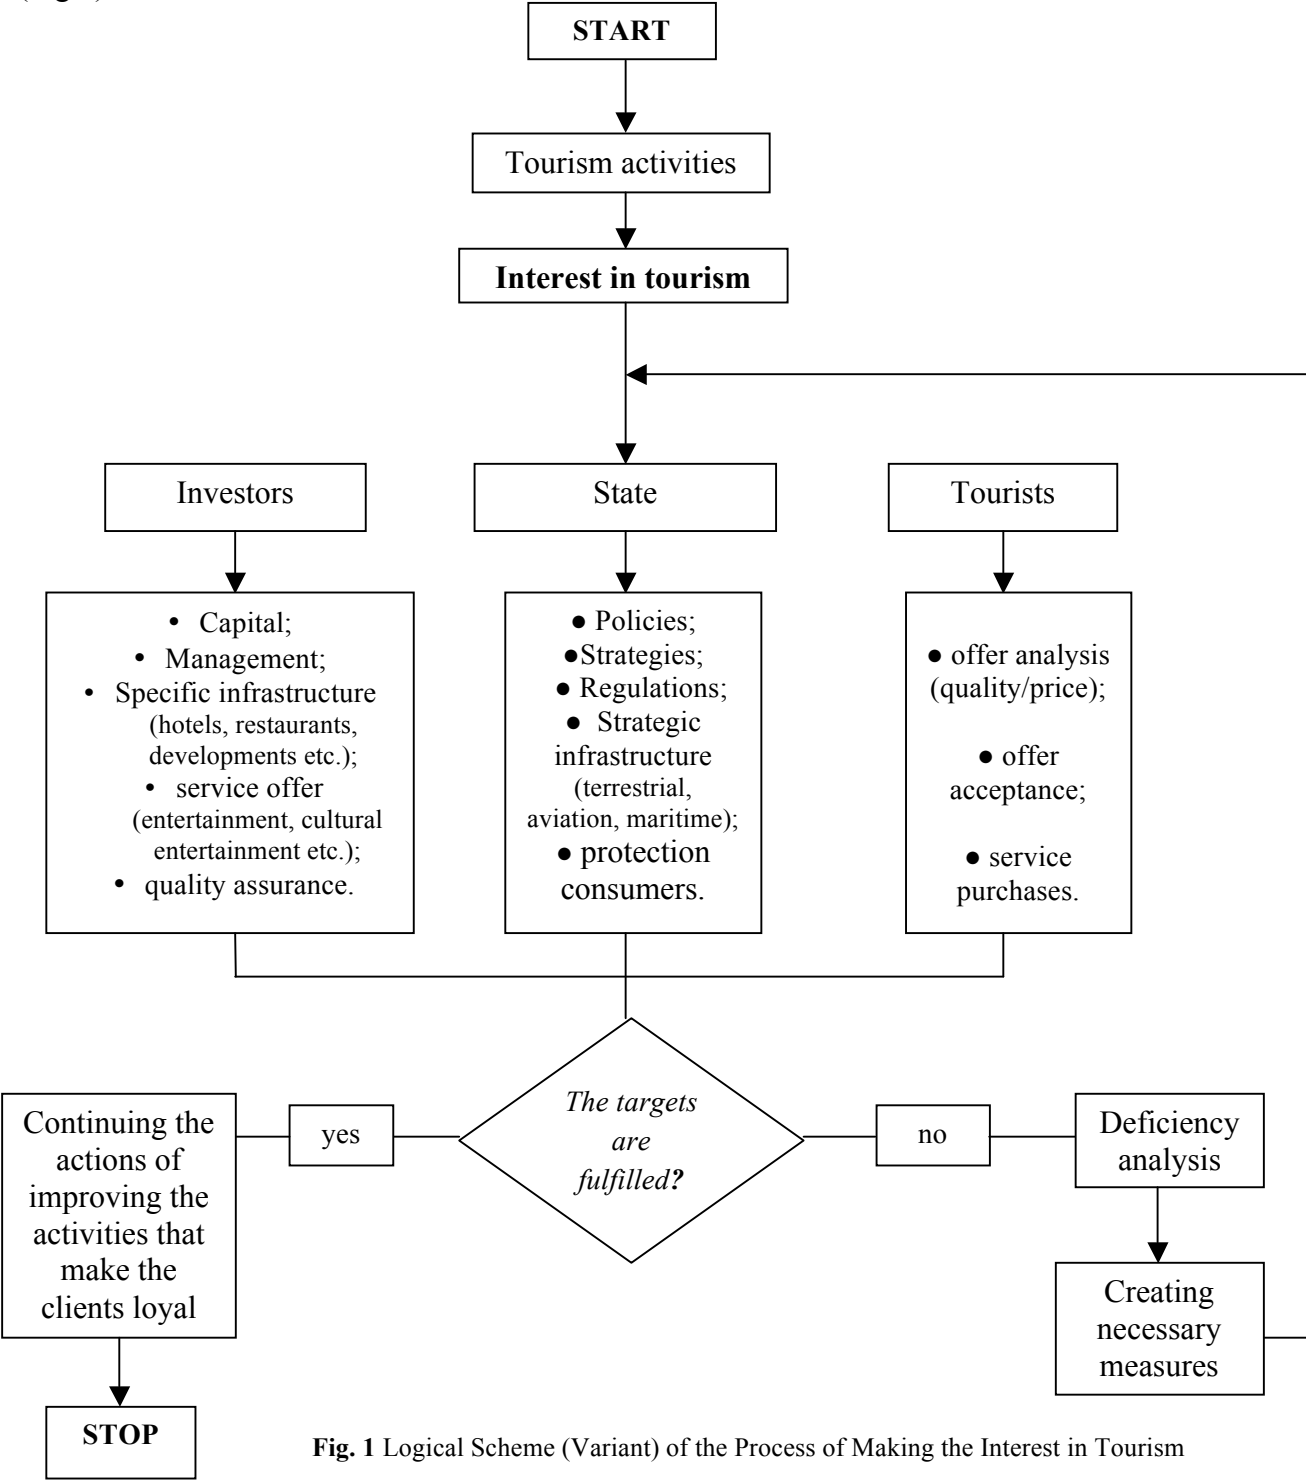 START
Tourism activities
Interest in tourism
Investors
State
Tourists
• Capital;
• Management;
• Specific infrastructure
(hotels, restaurants,
developments etc.);
• service offer
(entertainment, cultural
entertainment etc.);
• quality assurance.
● Policies;
●Strategies;
● Regulations;
● Strategic
infrastructure
(terrestrial,
aviation, maritime);
● protection
consumers.
● offer analysis
(quality/price);
● offer
acceptance;
● service
purchases.
The targets
are
fulfilled?
yes
no
Continuing the
actions of
improving the
activities that
make the
clients loyal
Deficiency
analysis
Creating
necessary
measures
STOP
Fig. 1 Logical Scheme (Variant) of the Process of Making the Interest in Tourism